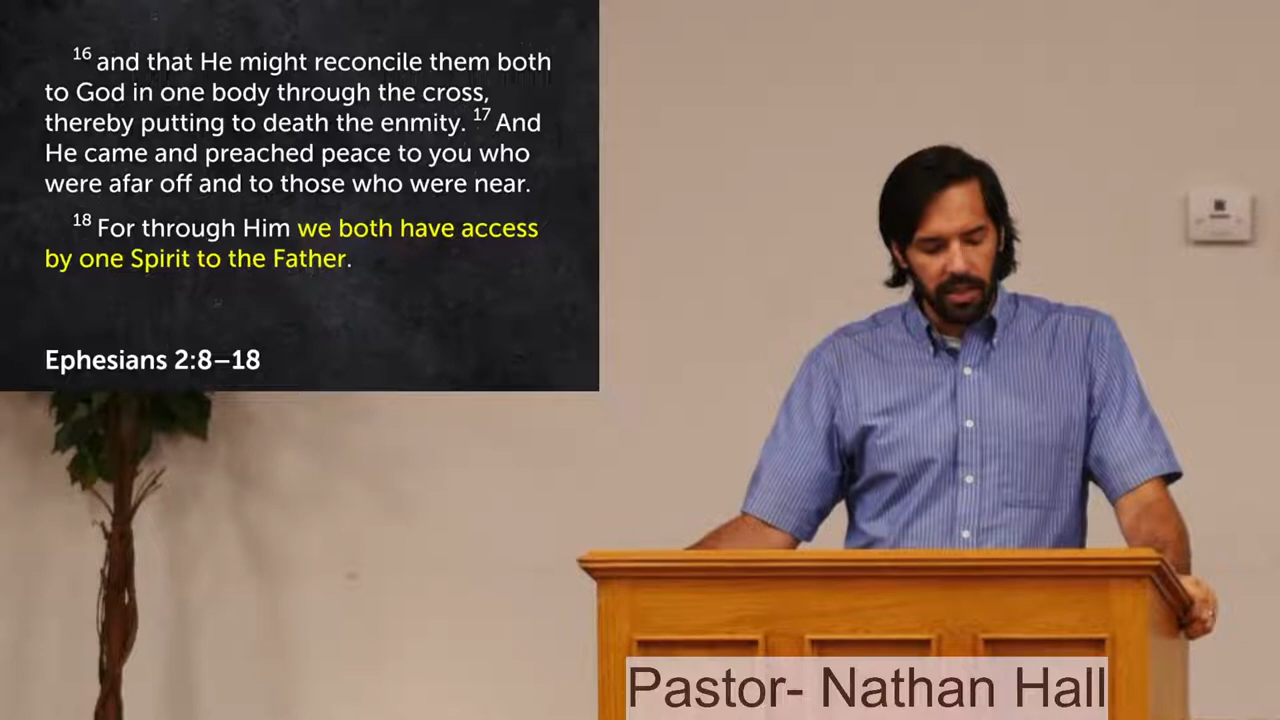 16 and that He might reconcile them both
to God in one body through the cross,
thereby putting to death the enmity. 17 And
He came and preached peace to you who
were afar off and to those who were near.
18 For through Him we both have access
by one Spirit to the Father.
Ephesians 2:8–18
Pastor- Nathan Hall